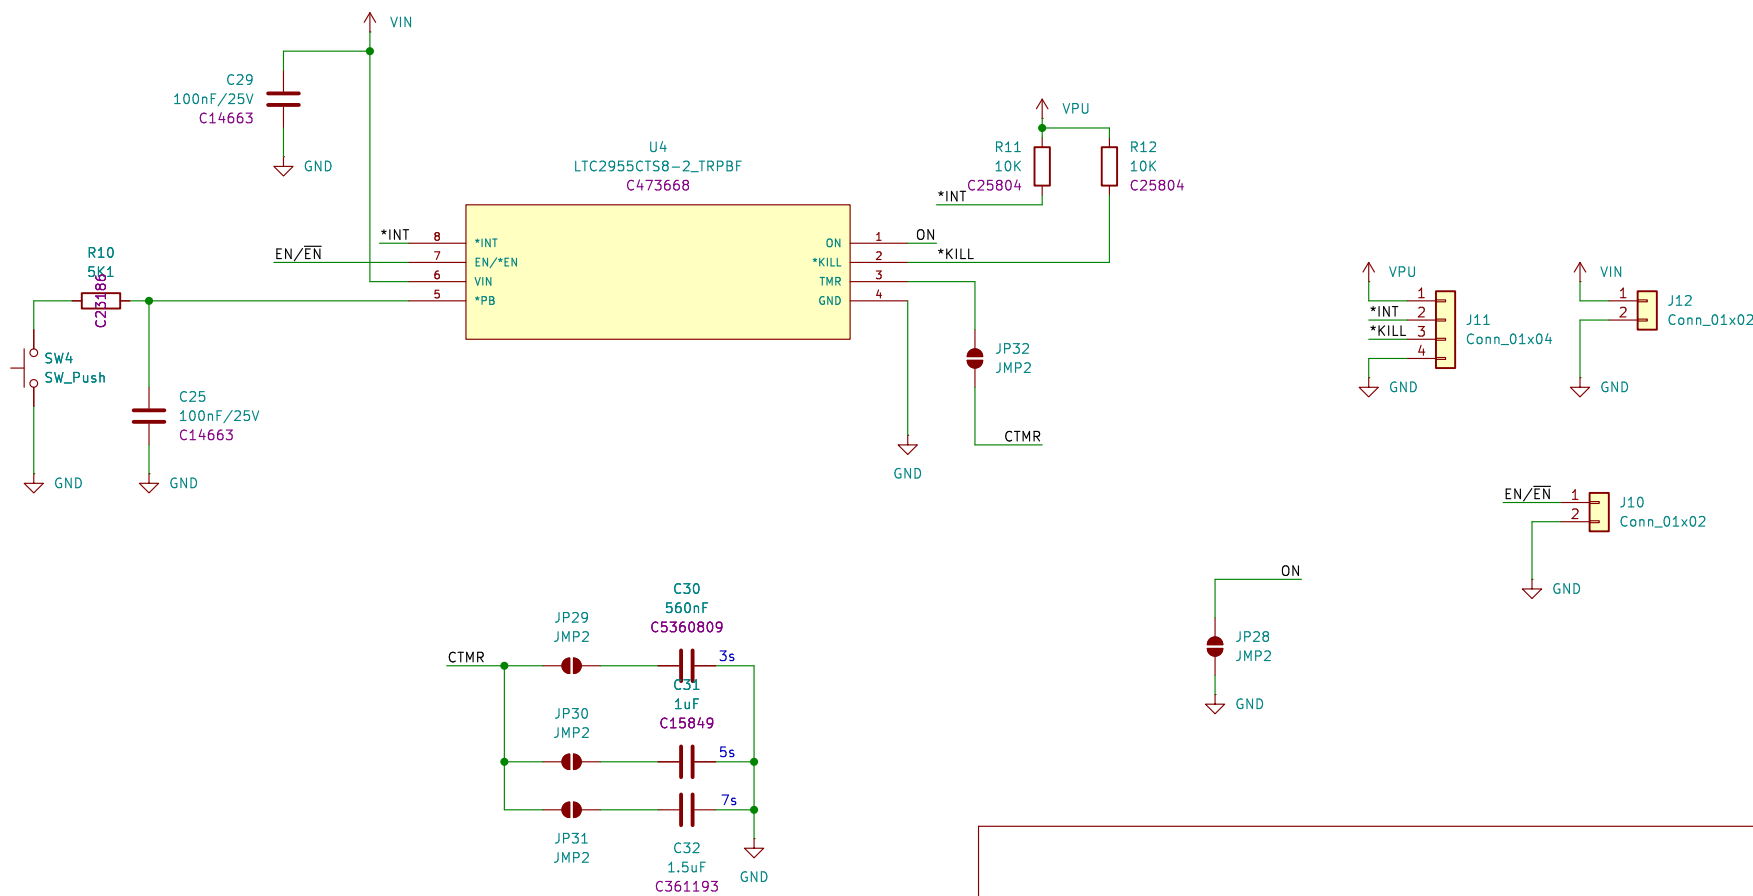 VIN
C29
100nF/25V
C14663
GND
VPU
U4
LTC2955CTS8-2_TRPBF
C473668
R11
10K
C25804
R12
10K
C25804
*INT
*INT
8
*INT
ON
1
ON
EN/EN
7
EN/*EN
*KILL
2
*KILL
6
VIN
TMR
3
5
*PB
GND
4
R10
5K1
C23186
SW4
SW_Push
C25
100nF/25V
C14663
GND
GND
JP32
JMP2
CTMR
GND
VPU
1
*INT
2
*KILL
3
4
J11
Conn_01x04
GND
VIN
1
2
J12
Conn_01x02
GND
EN/EN
1
2
J10
Conn_01x02
GND
ON
JP28
JMP2
GND
C30
560nF
C5360809
JP29
JMP2
CTMR
3s
C31
1uF
C15849
JP30
JMP2
5s
7s
JP31
JMP2
C32
1.5uF
C361193
GND